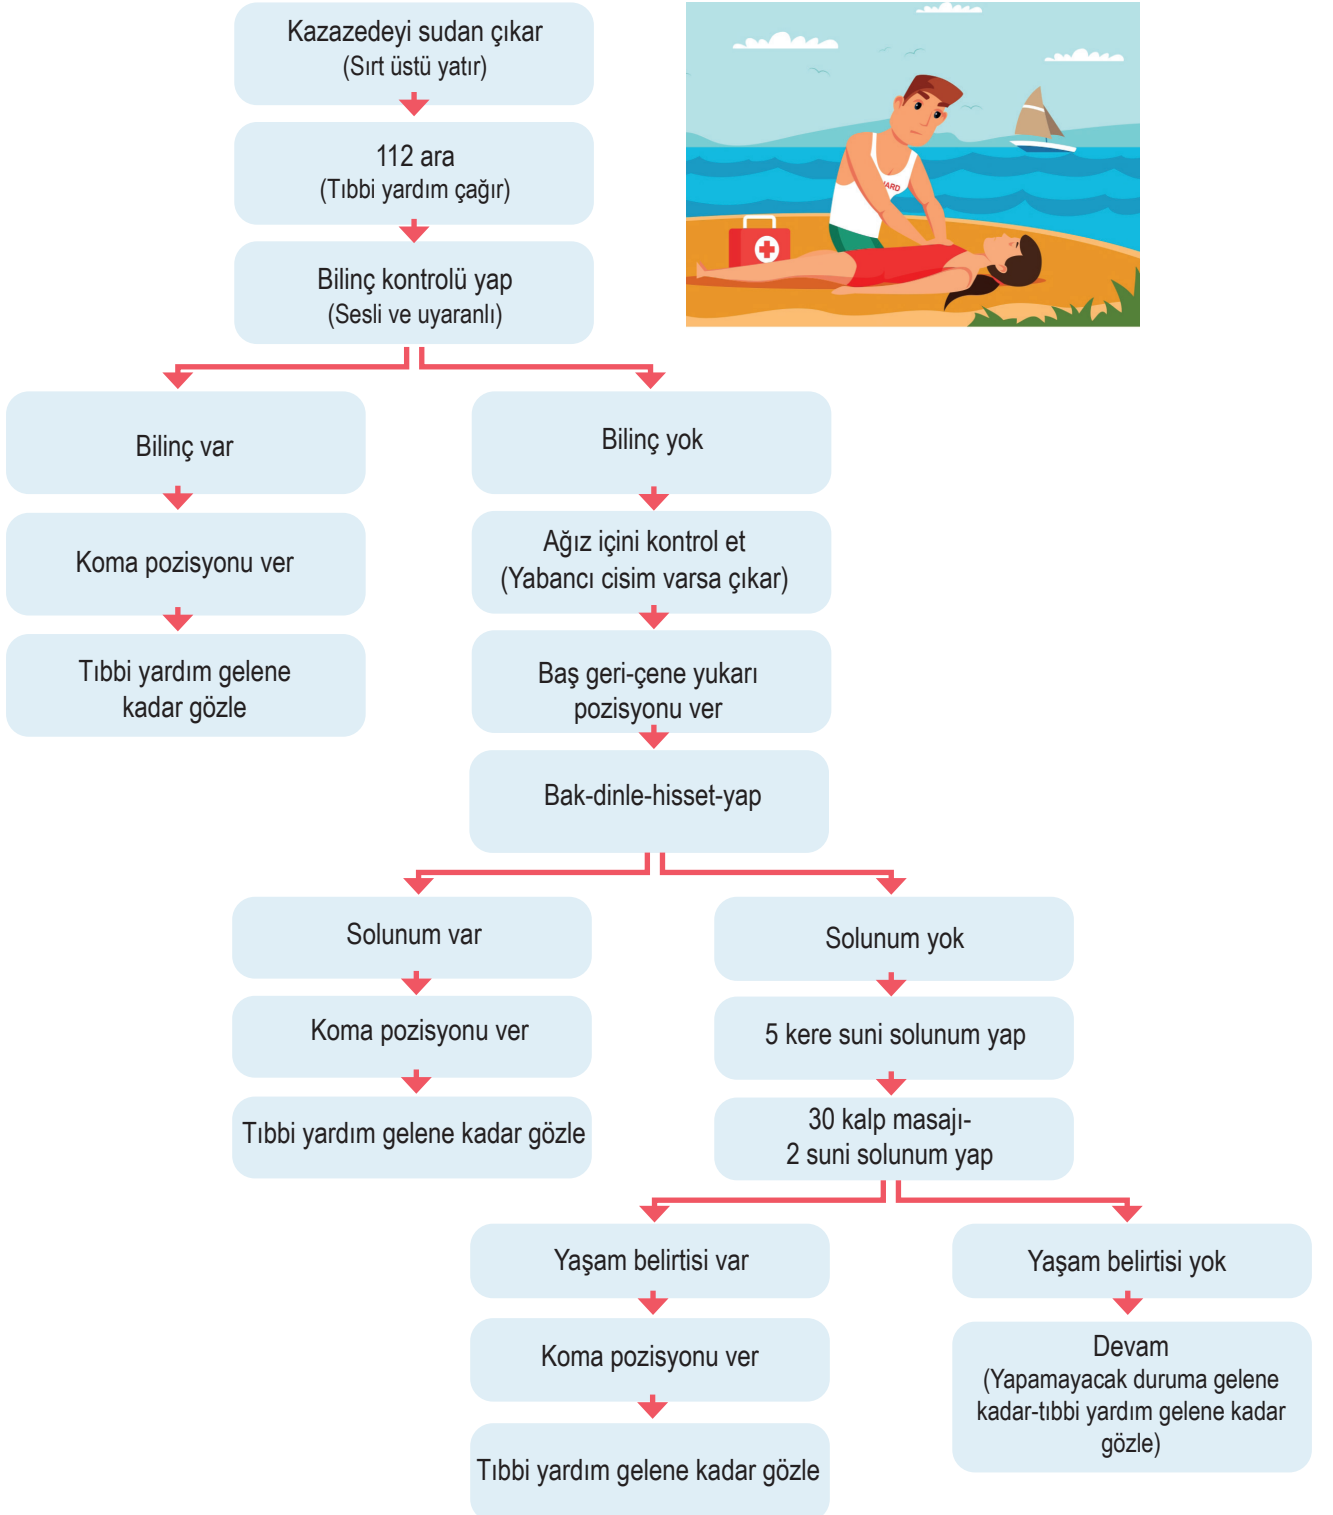 Kazazedeyi sudan çıkar
(Sırt üstü yatır)
112 ara
(Tıbbi yardım çağır)
Bilinç kontrolü yap
(Sesli ve uyaranlı)
ARD
Bilinç var
Koma pozisyonu ver
Tıbbi yardım gelene
kadar gözle
Bilinç yok
Ağız içini kontrol et
(Yabancı cisim varsa çıkar)
Baş geri-çene yukarı
pozisyonu ver
Bak-dinle-hisset-yap
Solunum var
Koma pozisyonu ver
Tıbbi yardım gelene kadar gözle
Solunum yok
5 kere suni solunum yap
30 kalp masajı-
2 suni solunum yap
Yaşam belirtisi var
Koma pozisyonu ver
Tıbbi yardım gelene kadar gözle
Yaşam belirtisi yok
Devam
(Yapamayacak duruma gelene
kadar-tıbbi yardım gelene kadar
gözle)